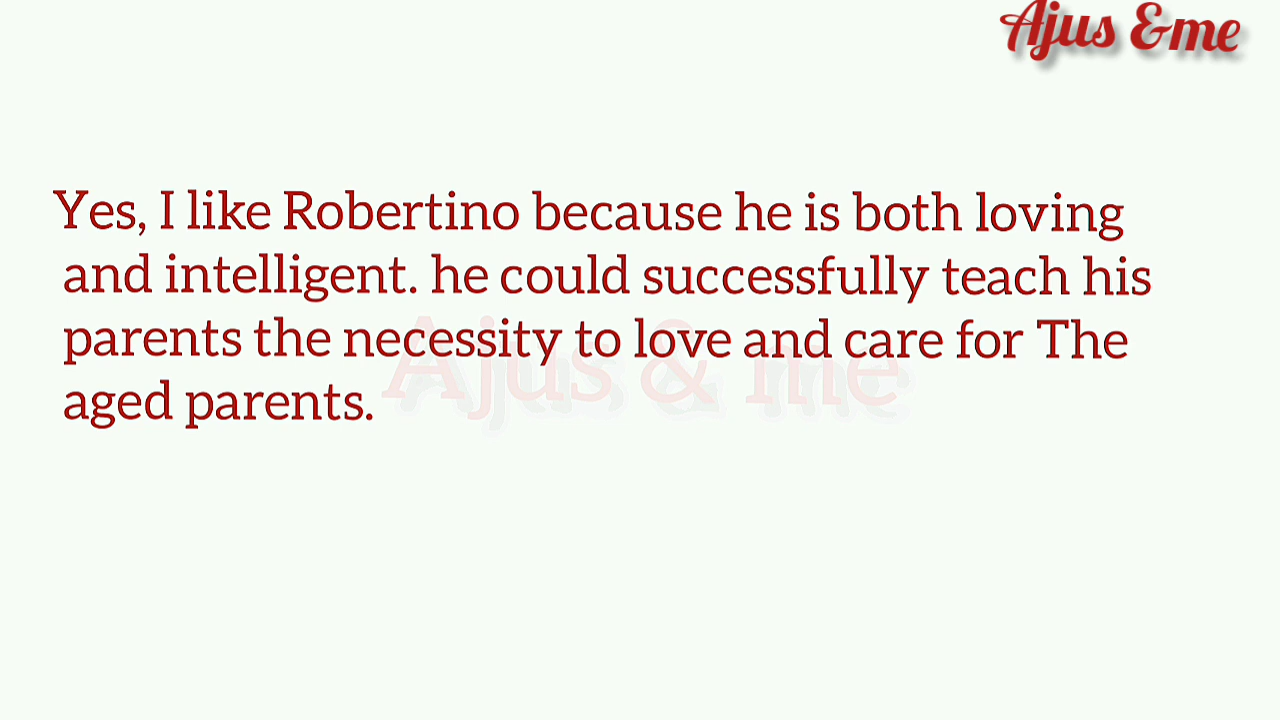 Ajus &me
Yes, I like Robertino because he is both loving
and intelligent. he could successfully teach his
parents the necessity to love and care for The
aged parents.
Ajus & me